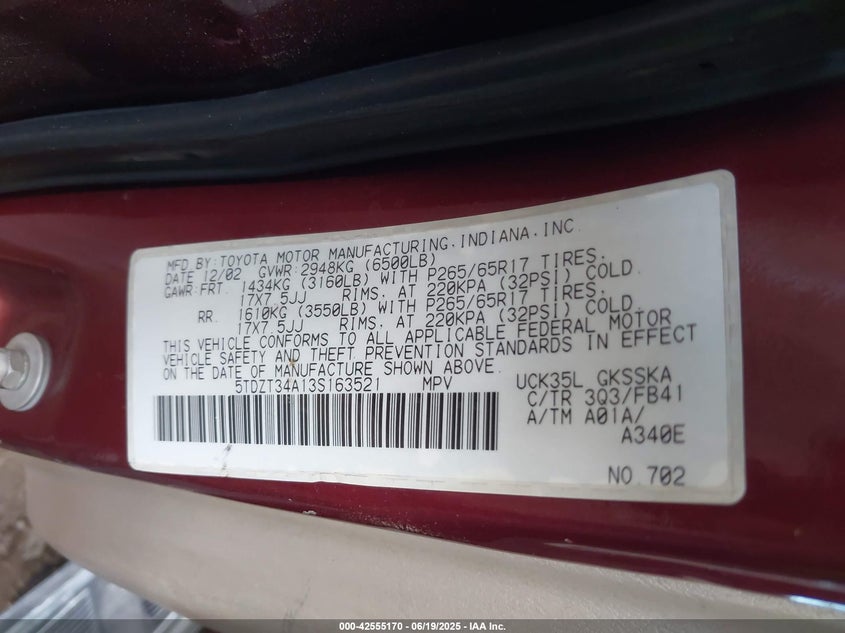 MFD BY: TOYOTA MOTOR MANUFACTURING, INDIANA, INC.
DATE 12/02 GVWR: 2948KG (6500LB)
GAWR: FRT. 1434KG (3160LB) WITH P265/65R17 TIRES,
17X7.5JJ RIMS, AT 220KPA (32PSI) COLD
RR. 1610KG (3550LB) WITH P265/65R17 TIRES,
17X7.5JJ RIMS, AT 220KPA (32PSI) COLD
THIS VEHICLE CONFORMS TO ALL APPLICABLE FEDERAL MOTOR
VEHICLE SAFETY AND THEFT PREVENTION STANDARDS IN EFFECT
ON THE DATE OF MANUFACTURE SHOWN ABOVE.
5TDZT34A13S163521 MPV UCK35L GKSSKA
C/TR 3Q3/FB41
A/TM A01A/
A340E
NO.702
000-42555170 - 06/19/2025 - IAA Inc.